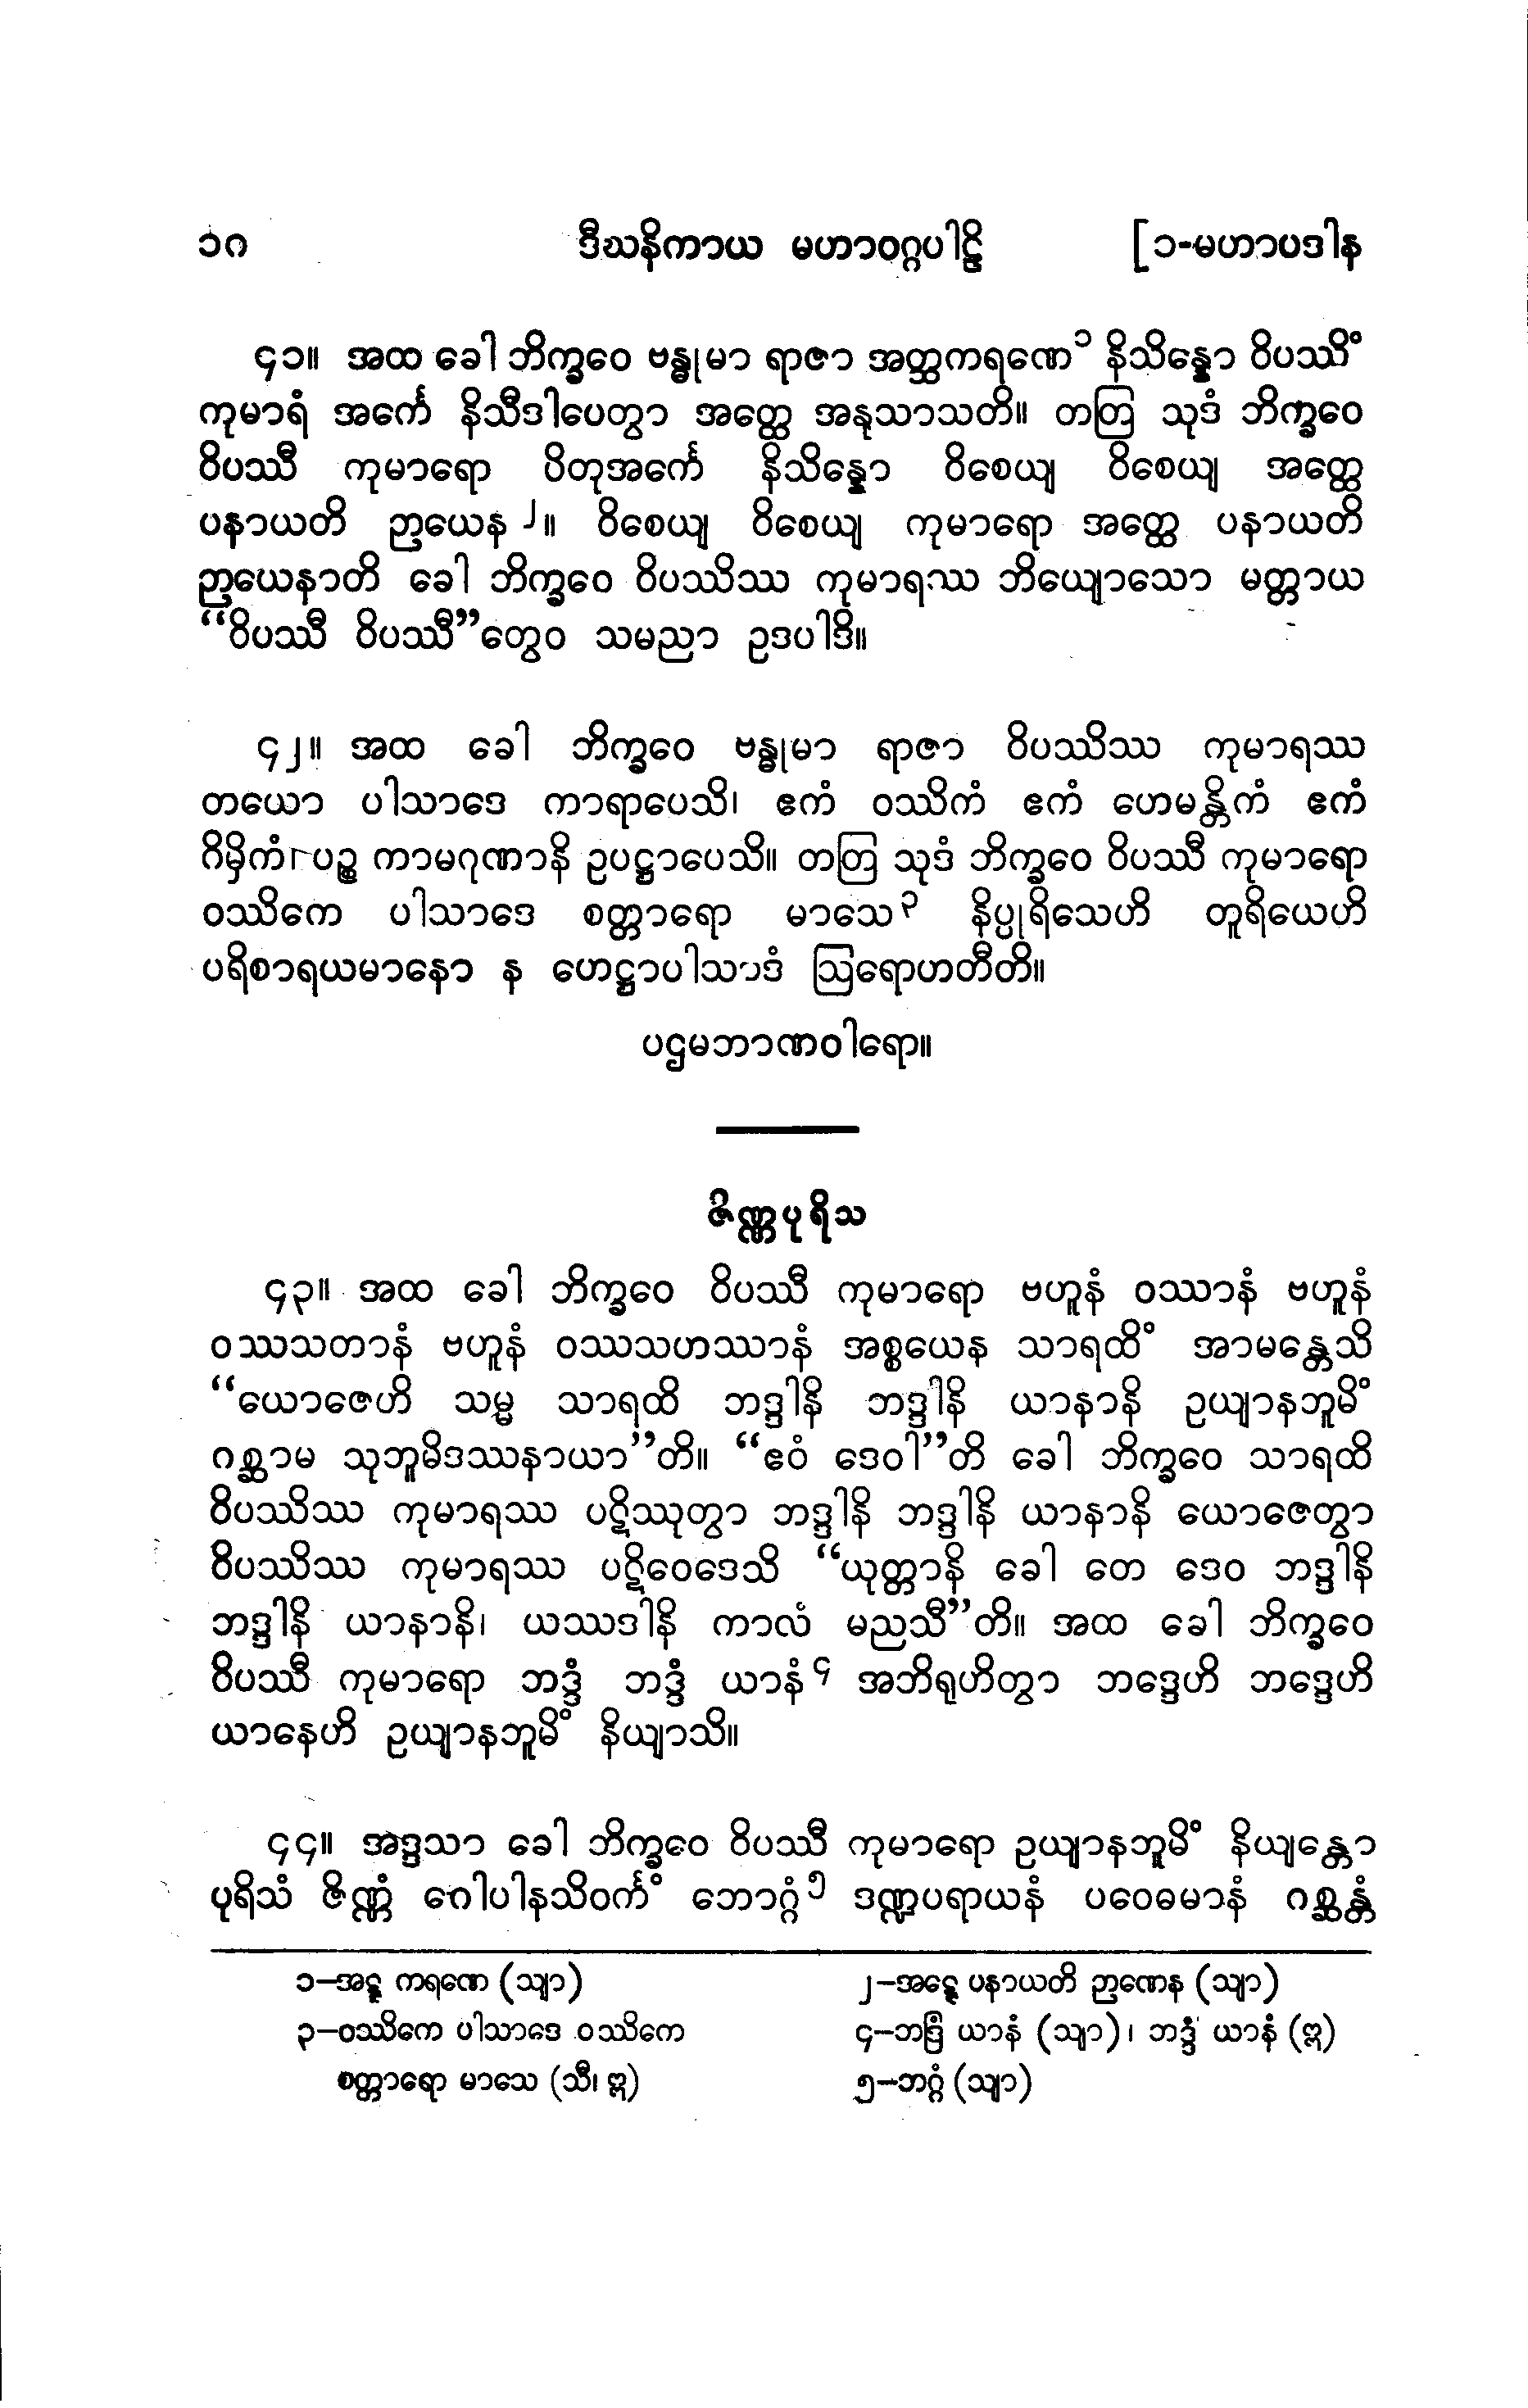 ၁၈ ဒီဃနိကာယ မဟာဝဂ္ဂပါဠိ [၁-မဟာပဒါန
၄၁။ အထ ခေါ ဘိက္ခဝေ ဗန္ဓုမာ ရာဇာ အတ္ထကရဏေ၁ နိသိန္နော ဝိပဿိံ
ကုမာရံ အင်္ကေ နိသီဒါပေတွာ အတ္ထေ အနုသာသတိ။ တတြ သုဒံ ဘိက္ခဝေ
ဝိပဿီ ကုမာရော ပိတုအင်္ကေ နိသိန္နော ဝိစေယျ ဝိစေယျ အတ္ထေ
ပနာယတိ ဉာယေန၂။ ဝိစေယျ ဝိစေယျ ကုမာရော အတ္ထေ ပနာယတိ
ဉာယေနာတိ ခေါ ဘိက္ခဝေ ဝိပဿိဿ ကုမာရဿ ဘိယျောသော မတ္တာယ
“ဝိပဿီ ဝိပဿီ”တွေဝ သမညာ ဥဒပါဒိ။
၄၂။ အထ ခေါ ဘိက္ခဝေ ဗန္ဓုမာ ရာဇာ ဝိပဿိဿ ကုမာရဿ
တယော ပါသာဒေ ကာရာပေသိ၊ ဧကံ ဝဿိကံ ဧကံ ဟေမန္တိကံ ဧကံ
ဂိမှိကံ၊ ပဉ္စ ကာမဂုဏာနိ ဥပဋ္ဌာပေသိ။ တတြ သုဒံ ဘိက္ခဝေ ဝိပဿီ ကုမာရော
ဝဿိကေ ပါသာဒေ စတ္တာရော မာသေ၃ နိပ္ပုရိသေဟိ တူရိယေဟိ
ပရိစာရယမာနော န ဟေဋ္ဌာပါသာဒံ ဩရောဟတီတိ။
ပဌမဘာဏဝါရော။
ဇိဏ္ဏပုရိသ
၄၃။ အထ ခေါ ဘိက္ခဝေ ဝိပဿီ ကုမာရော ဗဟူနံ ဝဿာနံ ဗဟူနံ
ဝဿသတာနံ ဗဟူနံ ဝဿသဟဿာနံ အစ္စယေန သာရထိံ အာမန္တေသိ
“ယောဇေဟိ သမ္မ သာရထိ ဘဒ္ဒါနိ ဘဒ္ဒါနိ ယာနာနိ ဥယျာနဘူမိံ
ဂစ္ဆာမ သုဘူမိဒဿနာယာ”တိ။ “ဧဝံ ဒေဝါ”တိ ခေါ ဘိက္ခဝေ သာရထိ
ဝိပဿိဿ ကုမာရဿ ပဋိဿုတွာ ဘဒ္ဒါနိ ဘဒ္ဒါနိ ယာနာနိ ယောဇေတွာ
ဝိပဿိဿ ကုမာရဿ ပဋိဝေဒေသိ “ယုတ္တာနိ ခေါ တေ ဒေဝ ဘဒ္ဒါနိ
ဘဒ္ဒါနိ ယာနာနိ၊ ယဿဒါနိ ကာလံ မညသီ”တိ။ အထ ခေါ ဘိက္ခဝေ
ဝိပဿီ ကုမာရော ဘဒ္ဒံ ဘဒ္ဒံ ယာနံ၄ အဘိရုဟိတွာ ဘဒ္ဒေဟိ ဘဒ္ဒေဟိ
ယာနေဟိ ဥယျာနဘူမိံ နိယျာသိ။
၄၄။ အဒ္ဒသာ ခေါ ဘိက္ခဝေ ဝိပဿီ ကုမာရော ဥယျာနဘူမိံ နိယျန္တော
ပုရိသံ ဇိဏ္ဏံ ဂေါပါနသိဝင်္ကံ ဘောဂ္ဂံ၅ ဒဏ္ဍပရာယနံ ပဝေဓမာနံ ဂစ္ဆန္တံ
၁–အဋ္ဋ ကရဏေ (သျာ) ၂–အဋ္ဋေ ပနာယတိ ဉာဏေန (သျာ)
၃–ဝဿိကေ ပါသာဒေ ဝဿိကေ ၄–ဘဒြံ ယာနံ (သျာ)၊ ဘဒ္ဒံ ယာနံ (ဣ)
စတ္တာရော မာသေ (သီ၊ ဣ) ၅–ဘဂ္ဂံ (သျာ)